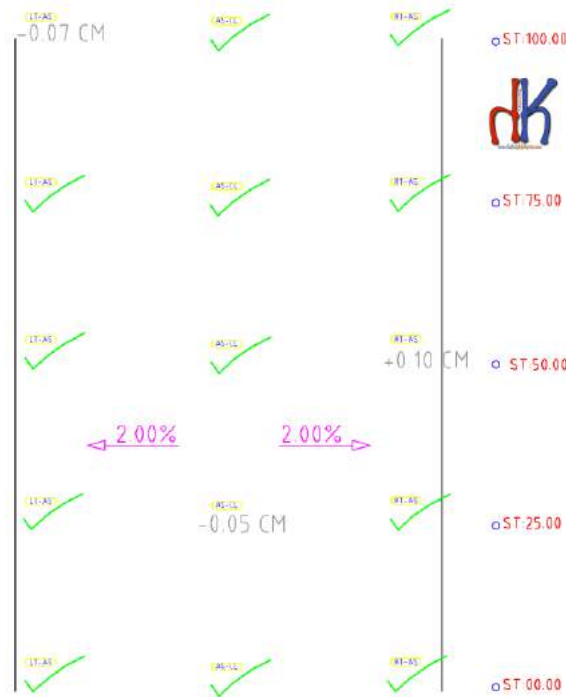 LT-AS AS-CL RT-AS
-0.07 CM ST:100.00
LT-AS AS-CL RT-AS
ST:75.00
LT-AS AS-CL RT-AS
+0.10 CM ST:50.00
2.00% 2.00%
LT-AS AS-CL RT-AS
-0.05 CM ST:25.00
LT-AS AS-CL RT-AS
ST:00.00